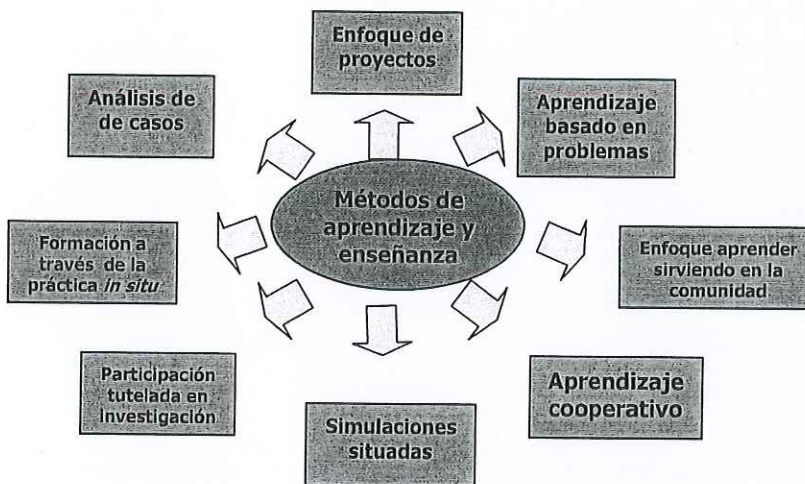 Enfoque de
proyectos
Análisis de
de casos
Aprendizaje
basado en
problemas
Métodos de
aprendizaje y
enseñanza
Formación a
través de la
práctica in situ
Enfoque aprender
sirviendo en la
comunidad
Participación
tutelada en
investigación
Simulaciones
situadas
Aprendizaje
cooperativo